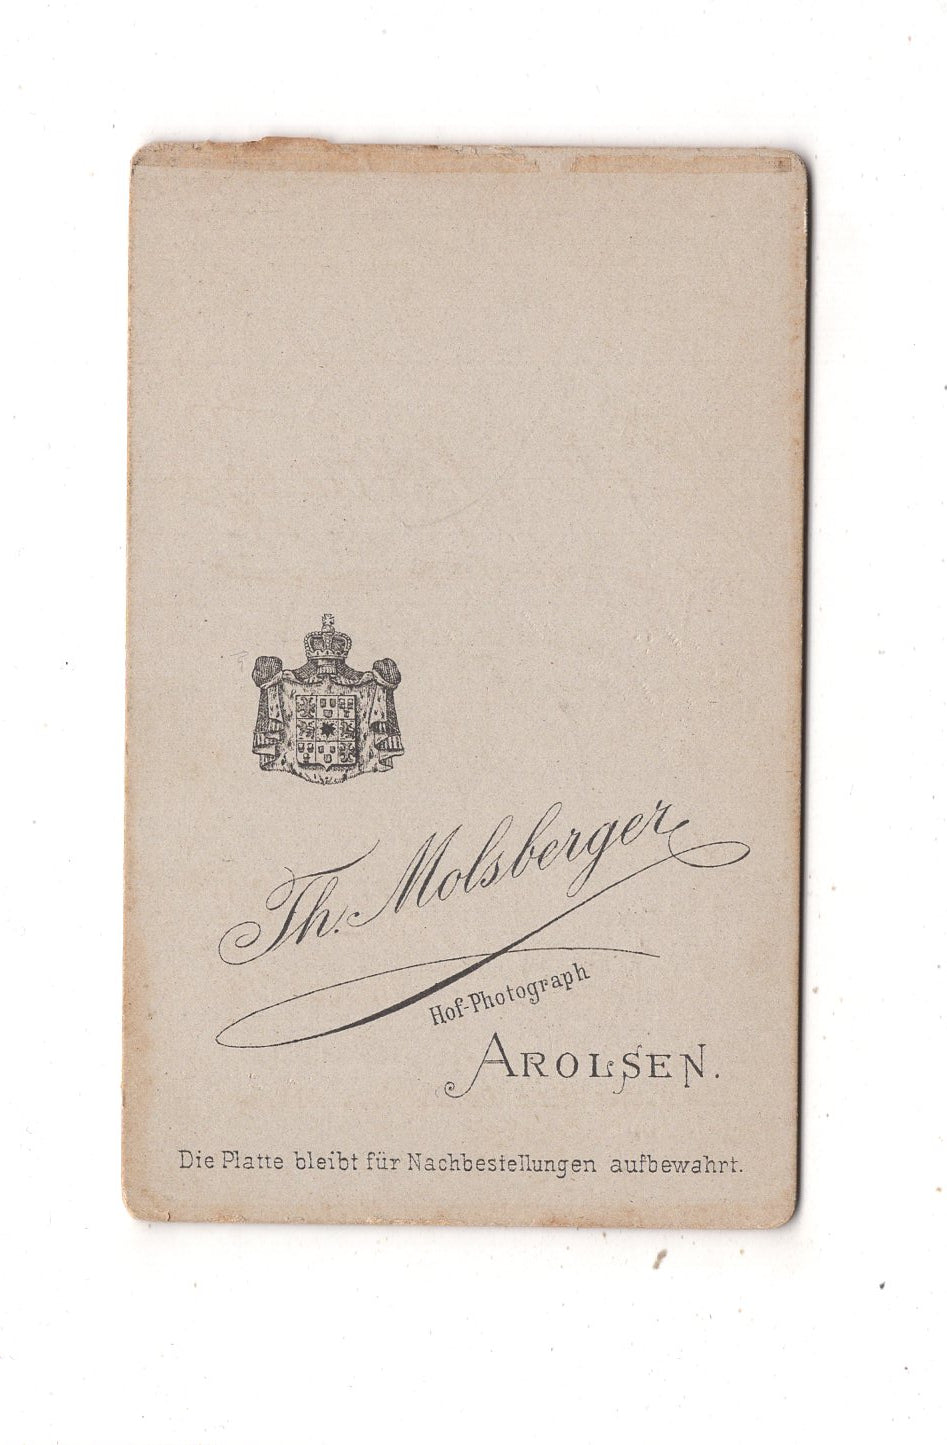 Th. Molsberger
Hof-Photograph
AROLSEN.
Die Platte bleibt für Nachbestellungen aufbewahrt.